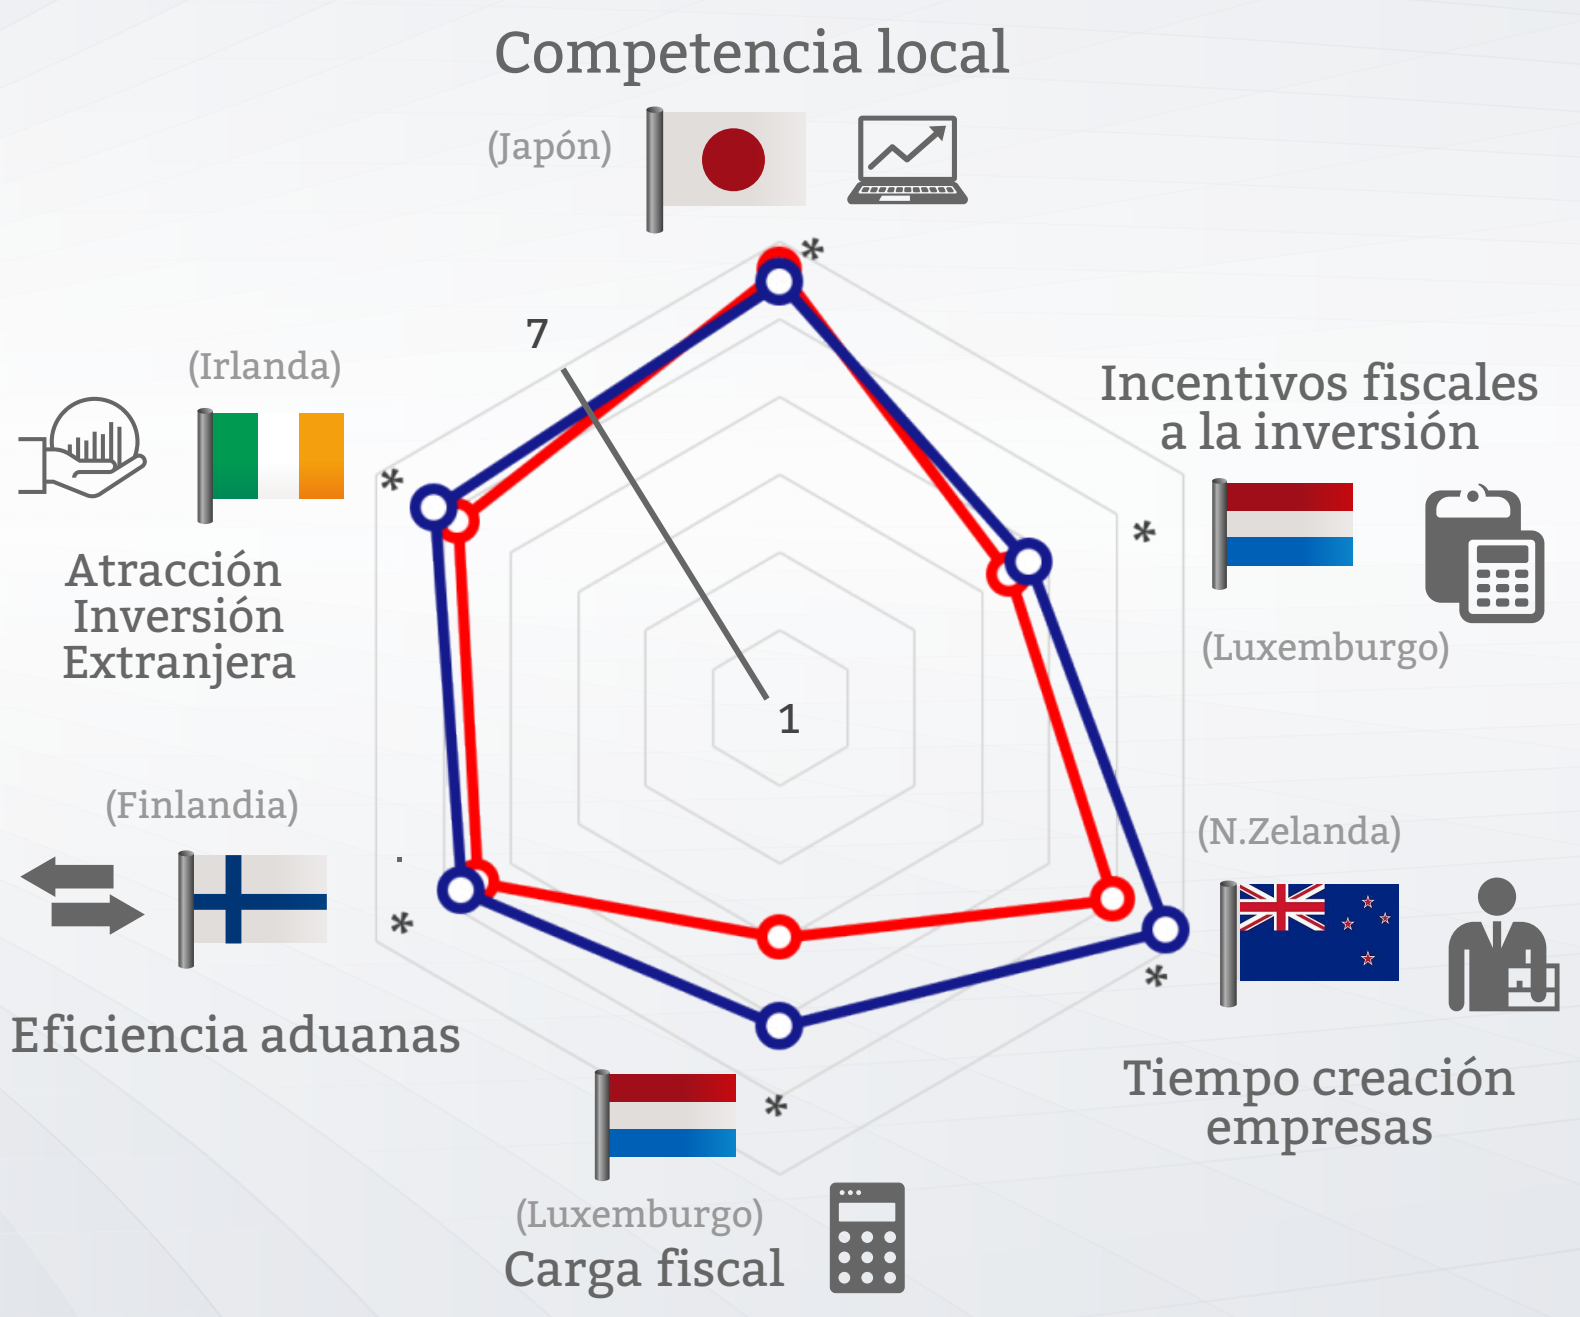 Competencia local
(Japón)
*
7
(Irlanda)
Incentivos fiscales
a la inversión
*
*
Atracción
Inversión
Extranjera
(Luxemburgo)
1
(Finlandia)
(N.Zelanda)
*
*
Eficiencia aduanas
Tiempo creación
empresas
*
(Luxemburgo)
Carga fiscal